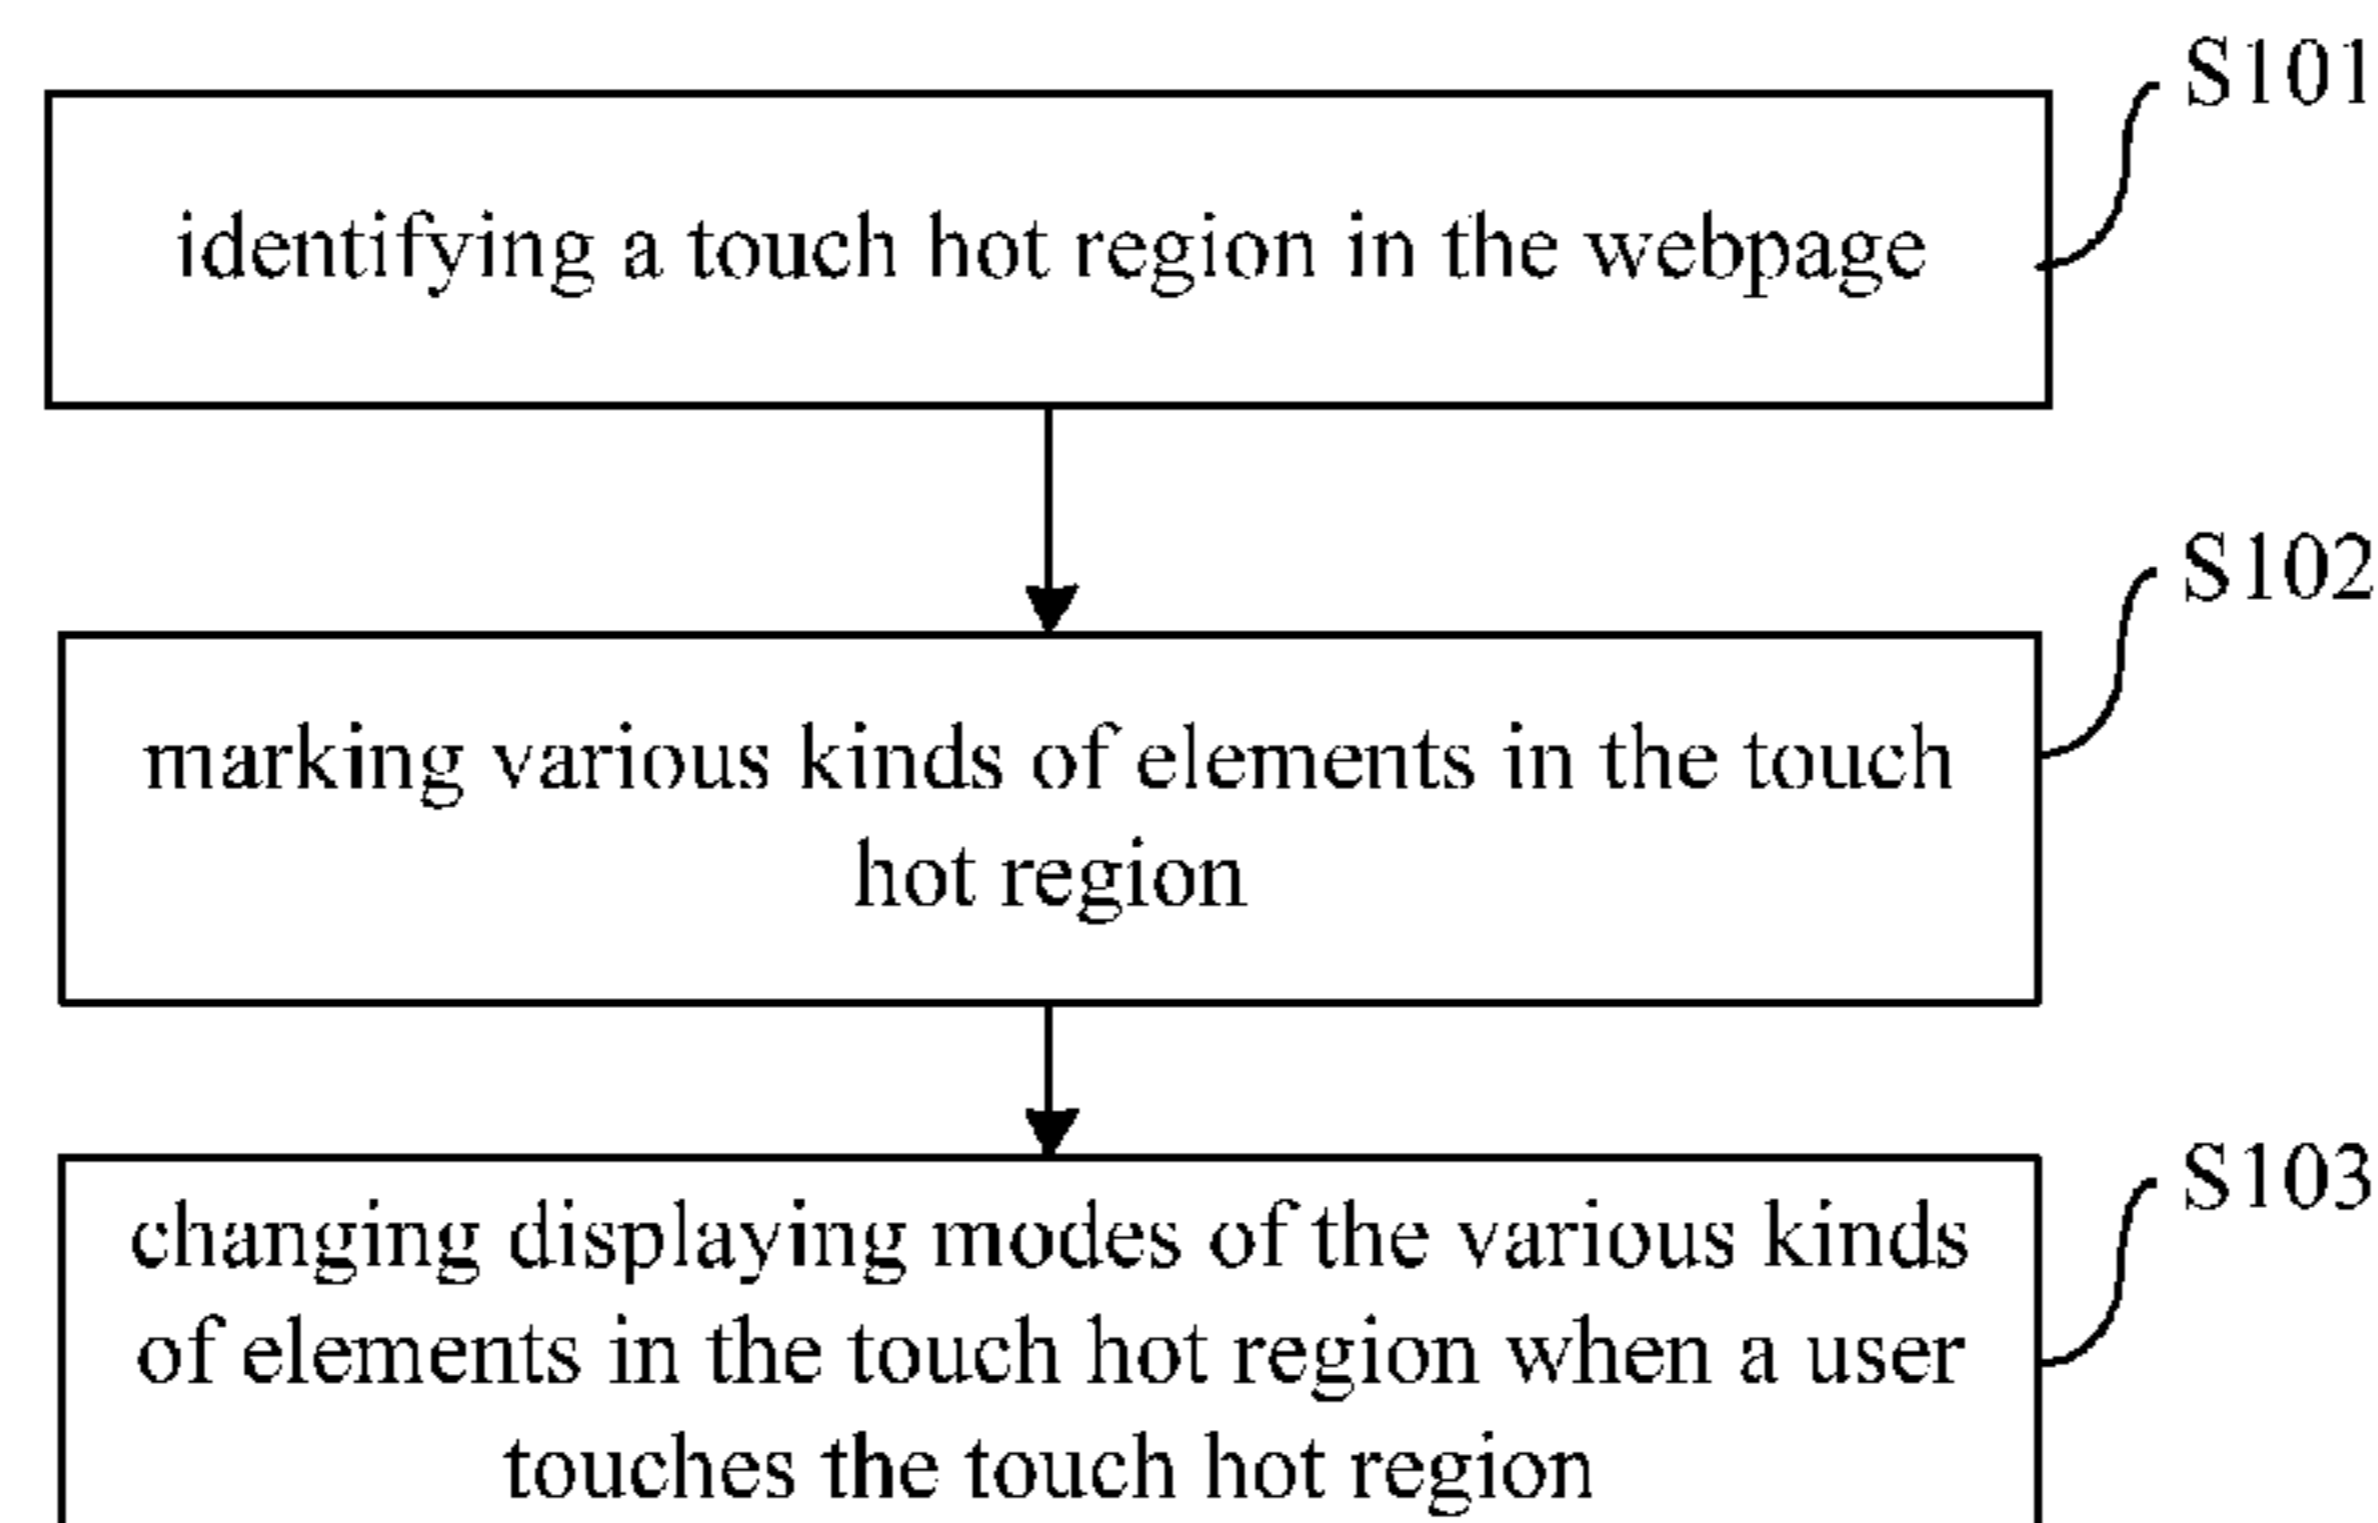 S101
identifying a touch hot region in the webpage
S102
marking various kinds of elements in the touch
hot region
S103
changing displaying modes of the various kinds
of elements in the touch hot region when a user
touches the touch hot region